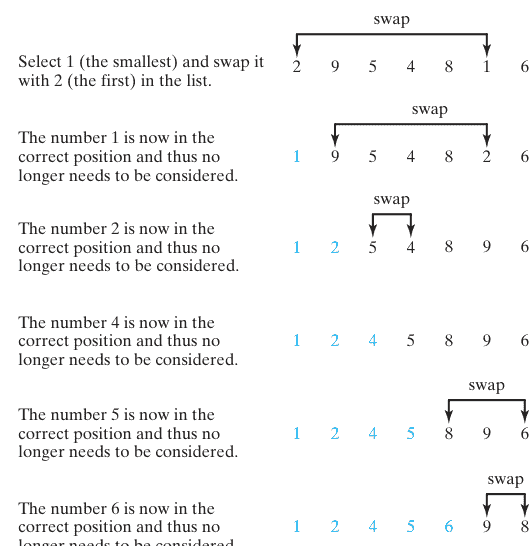 swap
Select 1 (the smallest) and swap it
with 2 (the first) in the list.
2 9 5 4 8 1 6
swap
The number 1 is now in the
correct position and thus no
longer needs to be considered.
1 9 5 4 8 2 6
swap
The number 2 is now in the
correct position and thus no
longer needs to be considered.
1 2 5 4 8 9 6
The number 4 is now in the
correct position and thus no
longer needs to be considered.
1 2 4 5 8 9 6
swap
The number 5 is now in the
correct position and thus no
longer needs to be considered.
1 2 4 5 8 9 6
swap
The number 6 is now in the
correct position and thus no
longer needs to be considered.
1 2 4 5 6 9 8